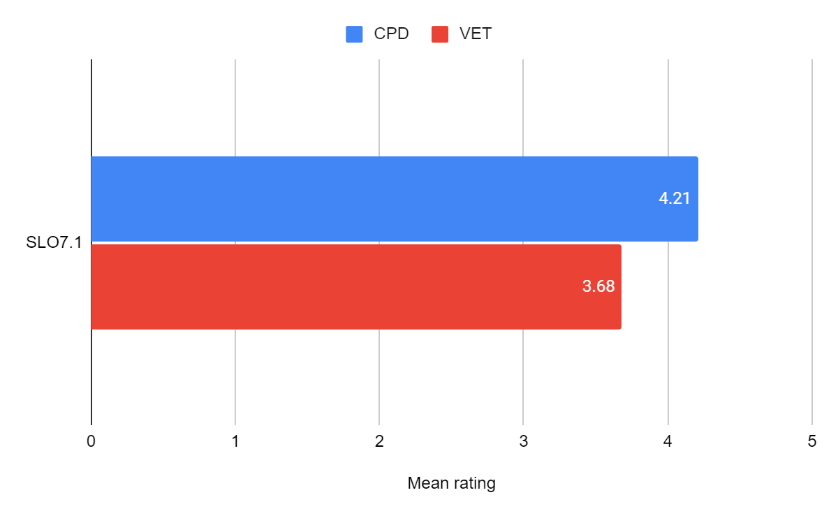 CPD VET
4.21
SLO7.1
3.68
0 1 2 3 4 5
Mean rating